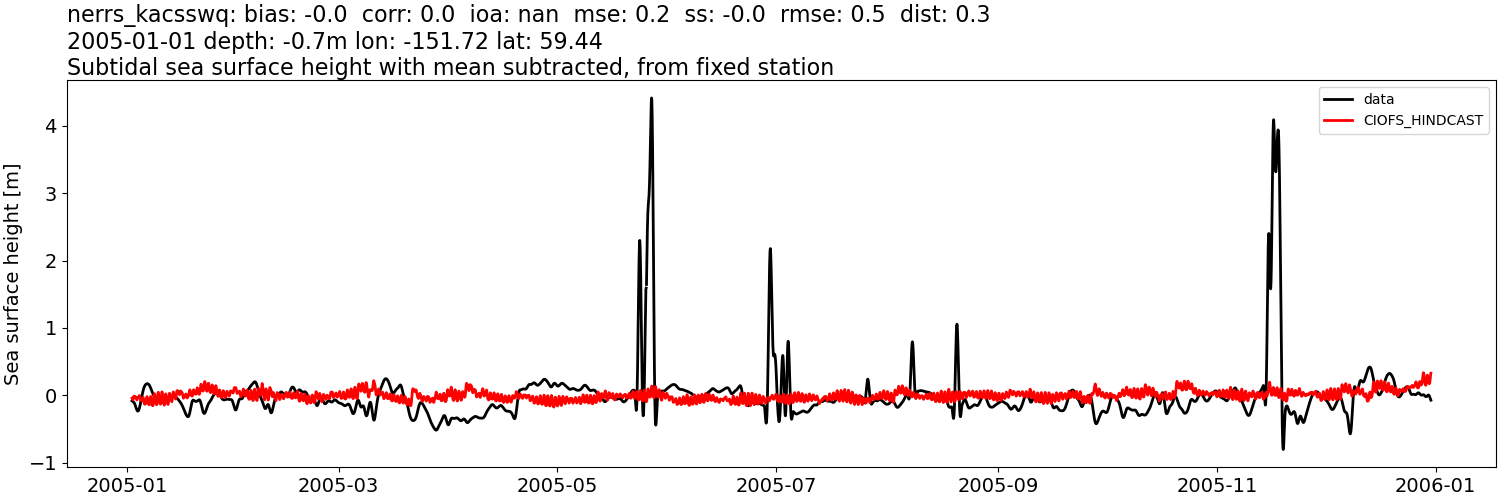 nerrs_kacsswq: bias: -0.0  corr: 0.0  ioa: nan  mse: 0.2  ss: -0.0  rmse: 0.5  dist: 0.3
2005-01-01 depth: -0.7m lon: -151.72 lat: 59.44
Subtidal sea surface height with mean subtracted, from fixed station
data
CIOFS_HINDCAST
Sea surface height [m]
4
3
2
1
0
−1
2005-01
2005-03
2005-05
2005-07
2005-09
2005-11
2006-01